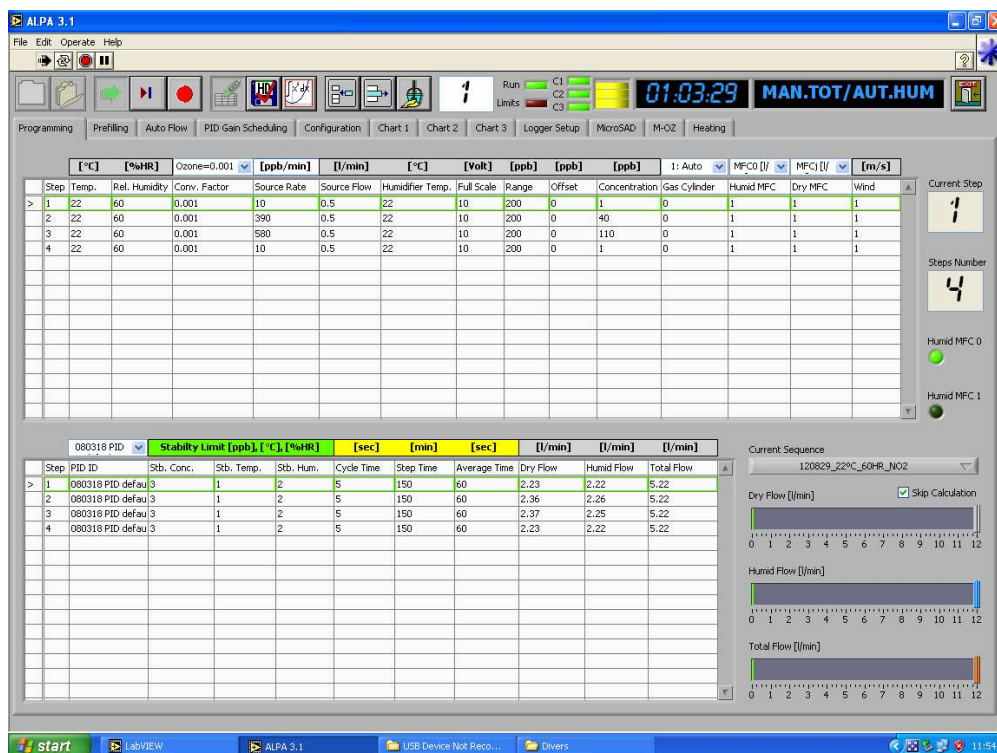 ALPA 3.1
File Edit Operate Help
1 Run Limits C1 C2 C3 01:03:29 MAN.TOT/AUT.HUM
Programming Prefilling Auto Flow PID Gain Scheduling Configuration Chart 1 Chart 2 Chart 3 Logger Setup MicroSAD M-OZ Heating
[°C] [%HR] Ozone=0.001 [ppb/min] [l/min] [°C] [Volt] [ppb] [ppb] [ppb] 1: Auto MFC0 [l/ MFCj [l/ [m/s]
Step Temp. Rel. Humidity Conv. Factor Source Rate Source Flow Humidifier Temp. Full Scale Range Offset Concentration Gas Cylinder Humid MFC Dry MFC Wind
> 1 22 60 0.001 10 0.5 22 10 200 0 1 0 1 1 1
2 22 60 0.001 390 0.5 22 10 200 0 40 0 1 1 1
3 22 60 0.001 580 0.5 22 10 200 0 110 0 1 1 1
4 22 60 0.001 10 0.5 22 10 200 0 1 0 1 1 1
Current Step
1
Steps Number
4
Humid MFC 0
Humid MFC 1
080318 PID Stabilty Limit [ppb], [°C], [%HR] [sec] [min] [sec] [l/min] [l/min] [l/min]
Step PID ID Stb. Conc. Stb. Temp. Stb. Hum. Cycle Time Step Time Average Time Dry Flow Humid Flow Total Flow
> 1 080318 PID defau 3 1 2 5 150 60 2.23 2.22 5.22
2 080318 PID defau 3 1 2 5 150 60 2.36 2.26 5.22
3 080318 PID defau 3 1 2 5 150 60 2.37 2.25 5.22
4 080318 PID defau 3 1 2 5 150 60 2.23 2.22 5.22
Current Sequence
120829_22ºC_60HR_NO2
Dry Flow [l/min] Skip Calculation
0 1 2 3 4 5 6 7 8 9 10 11 12
Humid Flow [l/min]
0 1 2 3 4 5 6 7 8 9 10 11 12
Total Flow [l/min]
0 1 2 3 4 5 6 7 8 9 10 11 12
start LabVIEW ALPA 3.1 USB Device Not Reco... Divers 11:54